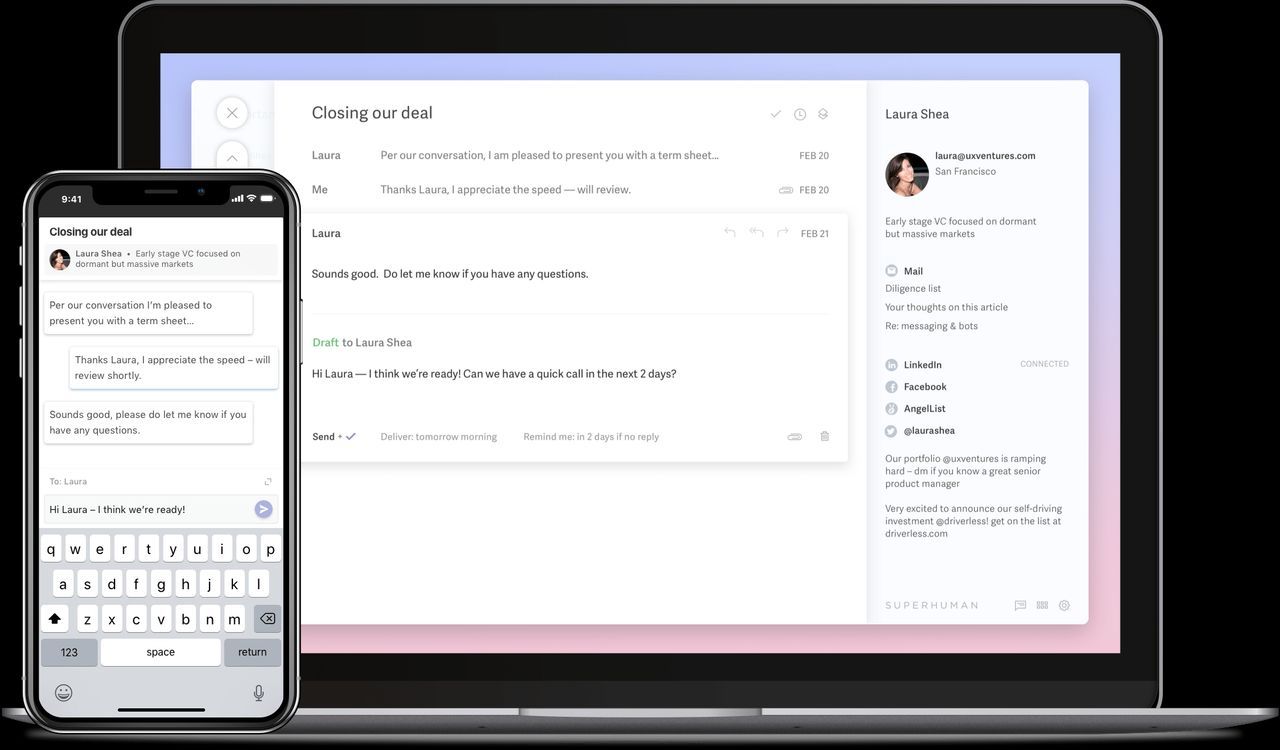 Closing our deal
Laura
Per our conversation, I am pleased to present you with a term sheet...
FEB 20
Me
Thanks Laura, I appreciate the speed — will review.
FEB 20
Laura
FEB 21
Sounds good. Do let me know if you have any questions.
Draft to Laura Shea
Hi Laura — I think we're ready! Can we have a quick call in the next 2 days?
Send +
Deliver: tomorrow morning
Remind me: in 2 days if no reply
Laura Shea
laura@uxventures.com
San Francisco
Early stage VC focused on dormant
but massive markets
Mail
Diligence list
Your thoughts on this article
Re: messaging & bots
LinkedIn
CONNECTED
Facebook
AngelList
@laurashea
Our portfolio @uxventures is ramping
hard – dm if you know a great senior
product manager
Very excited to announce our self-driving
investment @driverless! get on the list at
driverless.com
SUPERHUMAN
9:41
Closing our deal
Laura Shea • Early stage VC focused on
dormant but massive markets
Per our conversation I'm pleased to
present you with a term sheet...
Thanks Laura, I appreciate the speed – will
review shortly.
Sounds good, please do let me know if you
have any questions.
To: Laura
Hi Laura – I think we're ready!
q w e r t y u i o p
a s d f g h j k l
z x c v b n m
123 space return